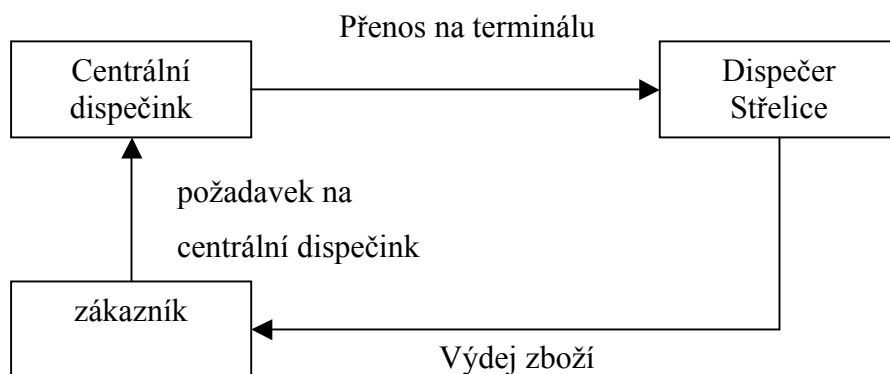 Přenos na terminálu
Centrální
dispečink
Dispečer
Střelice
požadavek na
centrální dispečink
zákazník
Výdej zboží